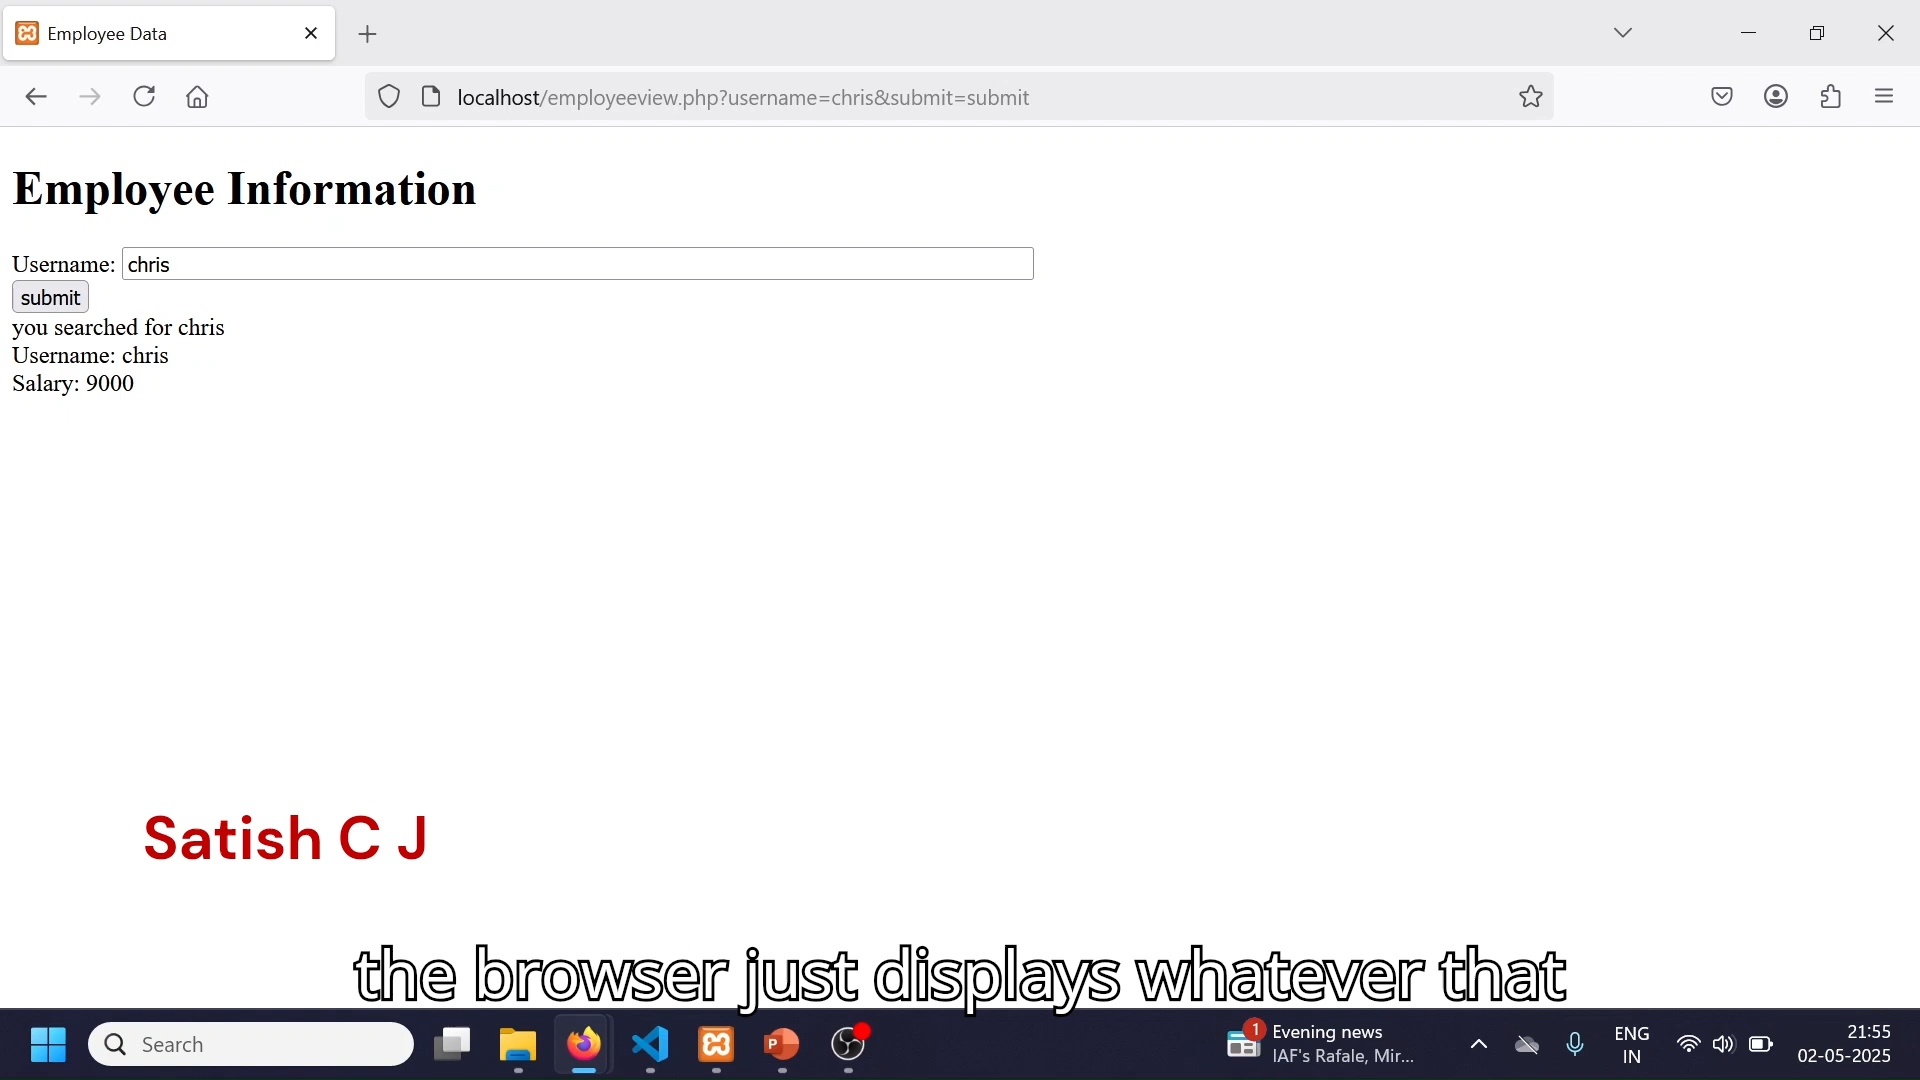 Employee Data
localhost/employeeview.php?username=chris&submit=submit
Employee Information
Username: chris
submit
you searched for chris
Username: chris
Salary: 9000
Satish C J
the browser just displays whatever that
Search
P
1
Evening news
IAF's Rafale, Mir...
ENG
IN
21:55
02-05-2025